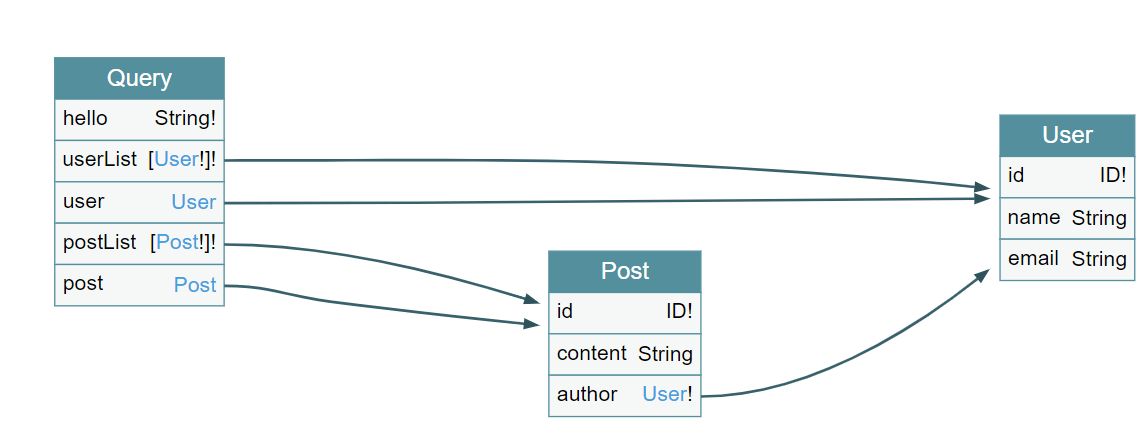 Query
hello String!
userList [User!]!
user User
postList [Post!]!
post Post
Post
id ID!
content String
author User!
User
id ID!
name String
email String